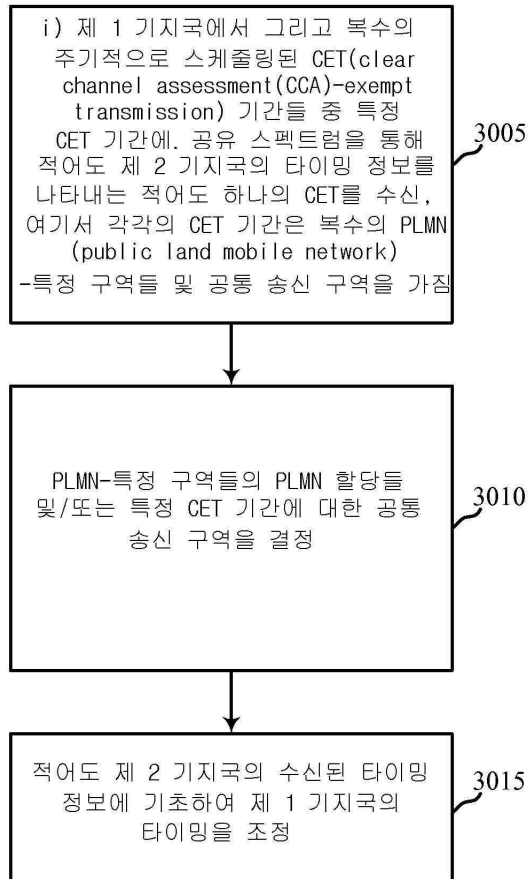 i) 제 1 기지국에서 그리고 복수의
주기적으로 스케줄링된 CET(clear
channel assessment(CCA)-exempt
transmission) 기간들 중 특정
CET 기간에. 공유 스펙트럼을 통해
적어도 제 2 기지국의 타이밍 정보를
나타내는 적어도 하나의 CET를 수신,
여기서 각각의 CET 기간은 복수의 PLMN
(public land mobile network)
-특정 구역들 및 공통 송신 구역을 가짐
3005
PLMN-특정 구역들의 PLMN 할당들
및/또는 특정 CET 기간에 대한 공통
송신 구역을 결정
3010
적어도 제 2 기지국의 수신된 타이밍
정보에 기초하여 제 1 기지국의
타이밍을 조정
3015